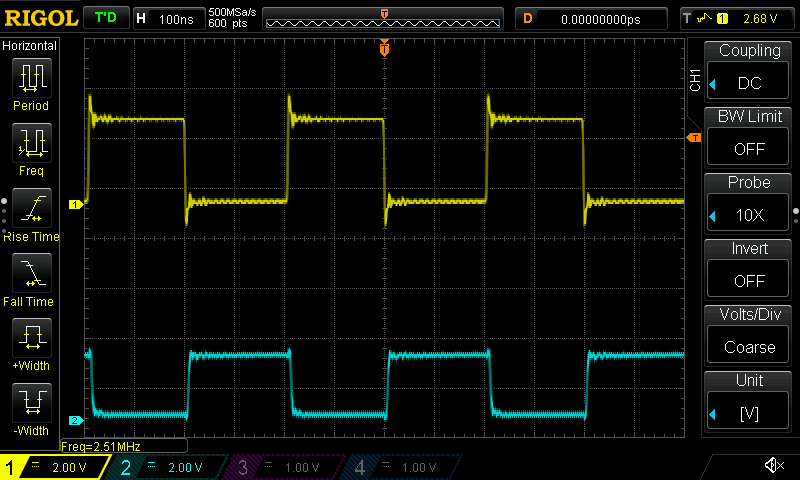 RIGOL T'D H 100ns 500MSa/s
600 pts
T
D 0.00000000ps
T 1 2.68 V
Horizontal
Period
Freq
Rise Time
Fall Time
+Width
-Width
T
1
T
2
Freq=2.51MHz
CH1
Coupling
DC
BW Limit
OFF
Probe
10X
Invert
OFF
Volts/Div
Coarse
Unit
[V]
1 = 2.00 V
2 = 2.00 V
3 = 1.00 V
4 = 1.00 V